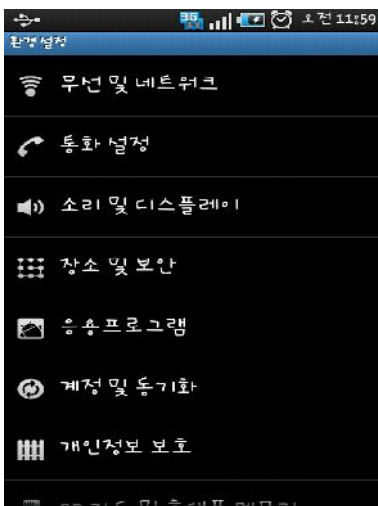 3G 오전 11:59
환경 설정
무선 및 네트워크
통화 설정
소리 및 디스플레이
장소 및 보안
응용프로그램
계정 및 동기화
개인정보 보호